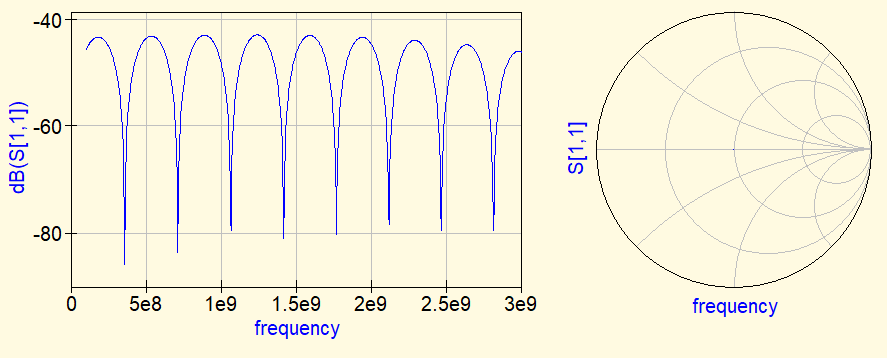 dB(S[1,1])
-40
-60
-80
0 5e8 1e9 1.5e9 2e9 2.5e9 3e9
frequency
S[1,1]
frequency